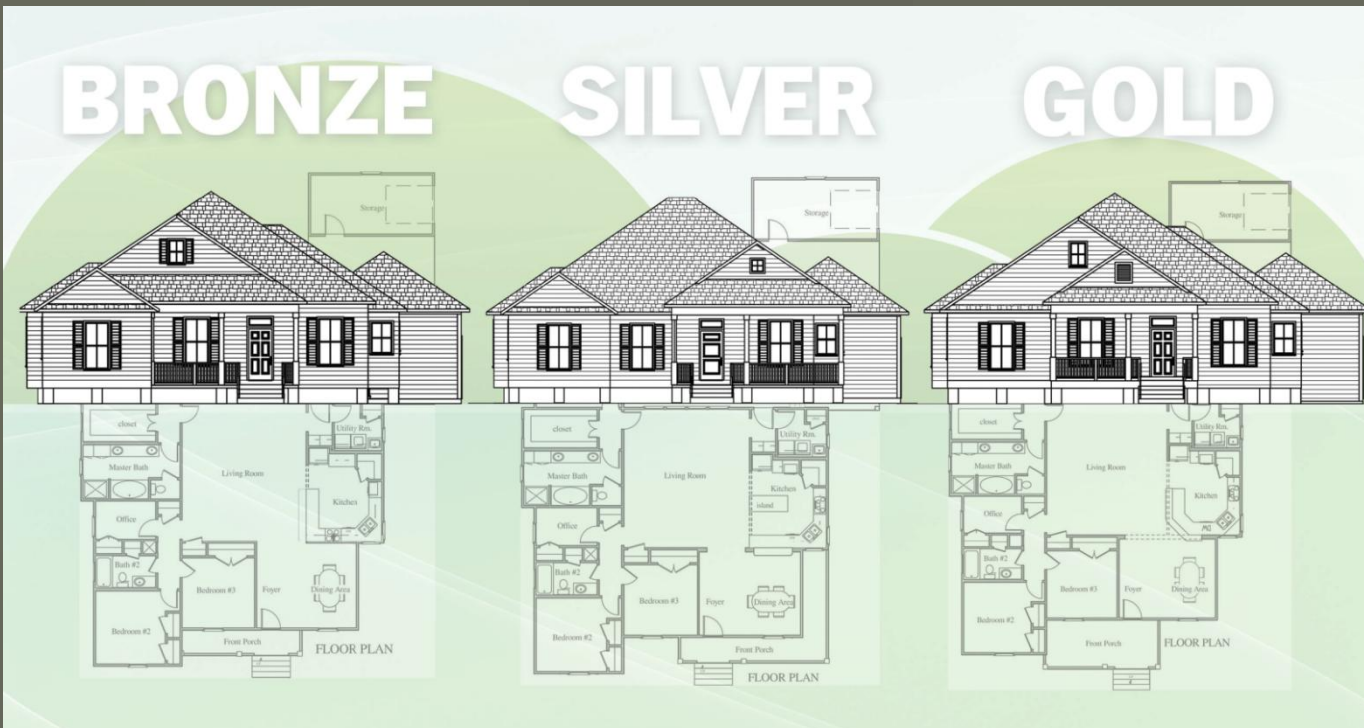 BRONZE
SILVER
GOLD
Storage
closet
Utility Rm.
Master Bath
Living Room
Kitchen
Office
Bath #2
Bedroom #3
Foyer
Dining Area
Bedroom #2
Front Porch
FLOOR PLAN
Storage
closet
Utility Rm.
Master Bath
Living Room
Kitchen
island
Office
Bath #2
Bedroom #3
Foyer
Dining Area
Bedroom #2
Front Porch
FLOOR PLAN
Storage
closet
Utility Rm.
Master Bath
Living Room
Kitchen
Office
Bath #2
Bedroom #3
Foyer
Dining Area
Bedroom #2
Front Porch
FLOOR PLAN